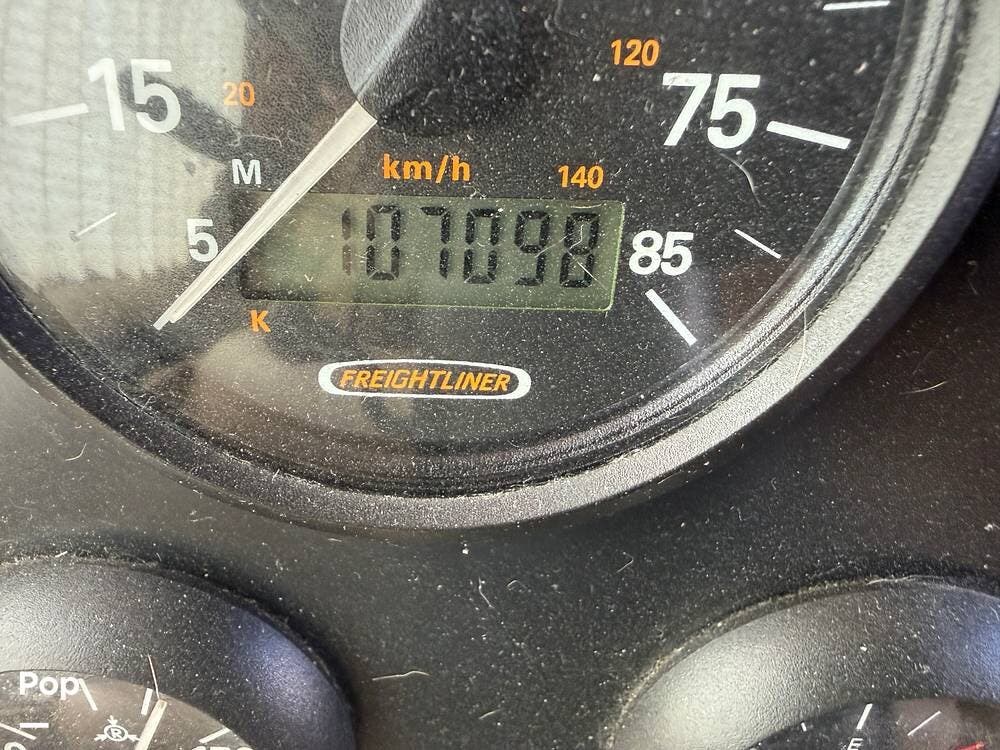 120
15
20
75
M
km/h
140
5
107098
85
K
FREIGHTLINER
Pop
R
E